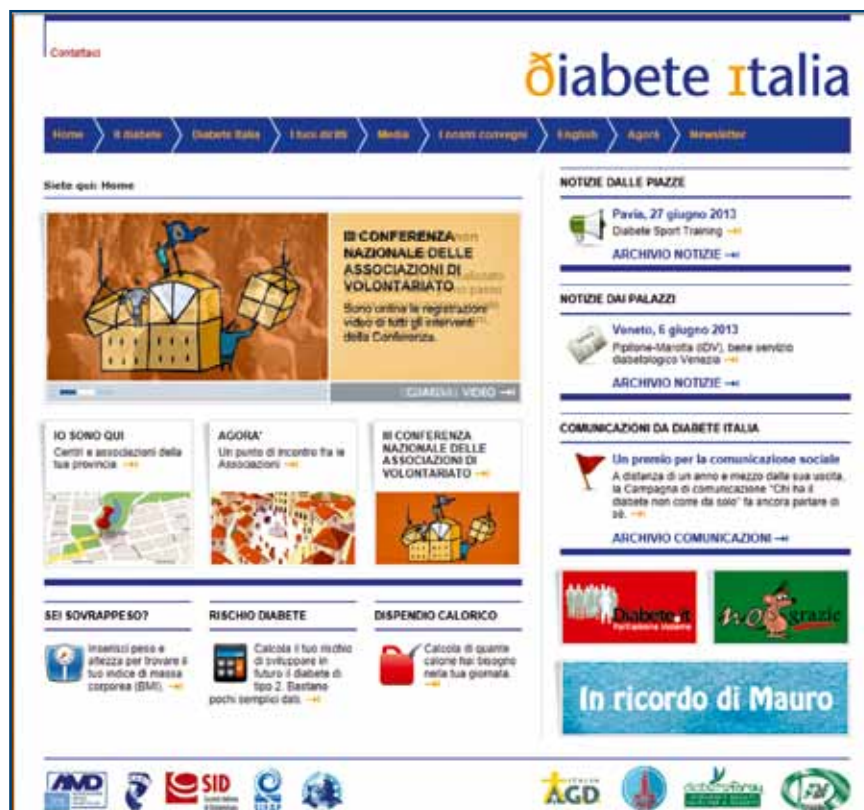 Contattaci
ðiabete ɪtalia
Home
Il diabete
Diabete Italia
I tuoi diritti
Media
I nostri convegni
English
Agorà
Newsletter
Siete qui: Home
III CONFERENZA
NAZIONALE DELLE
ASSOCIAZIONI DI
VOLONTARIATO
Sono online le registrazioni
video di tutti gli interventi
della Conferenza.
VIDEO
IO SONO QUI
Centri e associazioni della
tua provincia
AGORA'
Un punto di incontro fra le
Associazioni
III CONFERENZA
NAZIONALE DELLE
ASSOCIAZIONI DI
VOLONTARIATO
SEI SOVRAPPESO?
Inserisci peso e
altezza per trovare il
tuo indice di massa
corporea (BMI).
RISCHIO DIABETE
Calcola il tuo rischio
di sviluppare in
futuro il diabete di
tipo 2. Bastano
pochi semplici dati.
DISPENDIO CALORICO
Calcola di quante
calorie hai bisogno
nella tua giornata.
NOTIZIE DALLE PIAZZE
Pavia, 27 giugno 2013
Diabete Sport Training
ARCHIVIO NOTIZIE
NOTIZIE DAI PALAZZI
Veneto, 6 giugno 2013
Pipitone-Marotta (IDV), bene servizio
diabetologico Venezia
ARCHIVIO NOTIZIE
COMUNICAZIONI DA DIABETE ITALIA
Un premio per la comunicazione sociale
A distanza di un anno e mezzo dalla sua uscita,
la Campagna di comunicazione "Chi ha il
diabete non corre da solo" fa ancora parlare di
sè.
ARCHIVIO COMUNICAZIONI
Diabete.it
no grazie
In ricordo di Mauro
AMD
SID
AGD